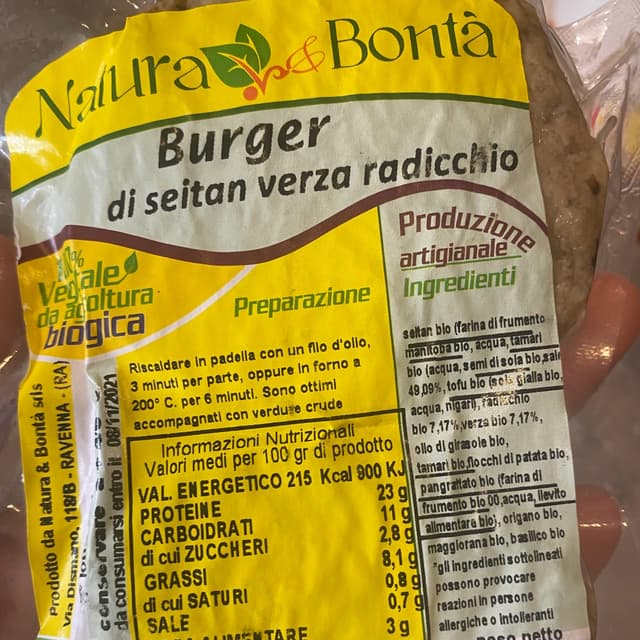 Natura & Bontà
Burger
di seitan verza radicchio
Produzione
artigianale
Ingredienti
Vegetale
da agricoltura
biologica
Preparazione
Riscaldare in padella con un filo d'olio,
3 minuti per parte, oppure in forno a
200° C. per 6 minuti. Sono ottimi
accompagnati con verdure crude
Informazioni Nutrizionali
Valori medi per 100 gr di prodotto
VAL. ENERGETICO 215 Kcal 900 KJ
PROTEINE 23 g
CARBOIDRATI 11 g
di cui ZUCCHERI 2,8 g
GRASSI 8,1 g
di cui SATURI 0,8 g
SALE 0,7 g
ALIMENTARE 3 g
seitan bio (farina di frumento
manitoba bio, acqua, tamari
bio (acqua, semi di soia bio,sale
49,09%, tofu bio (soia gialla bio,
acqua, nigari), radicchio
bio 7,17%,verza bio 7,17%,
olio di girasole bio,
tamari bio,fiocchi di patata bio,
pangrattato bio (farina di
frumento bio 00,acqua, lievito
alimentare bio), origano bio,
maggiorana bio, basilico bio
"gli ingredienti sottolineati
possono provocare
reazioni in persone
allergiche o intolleranti
peso netto
Prodotto da Natura & Bontà srls
Via Dismano, 118/B - RAVENNA - (RA)
conservare
da consumarsi entro il 08/11/2021